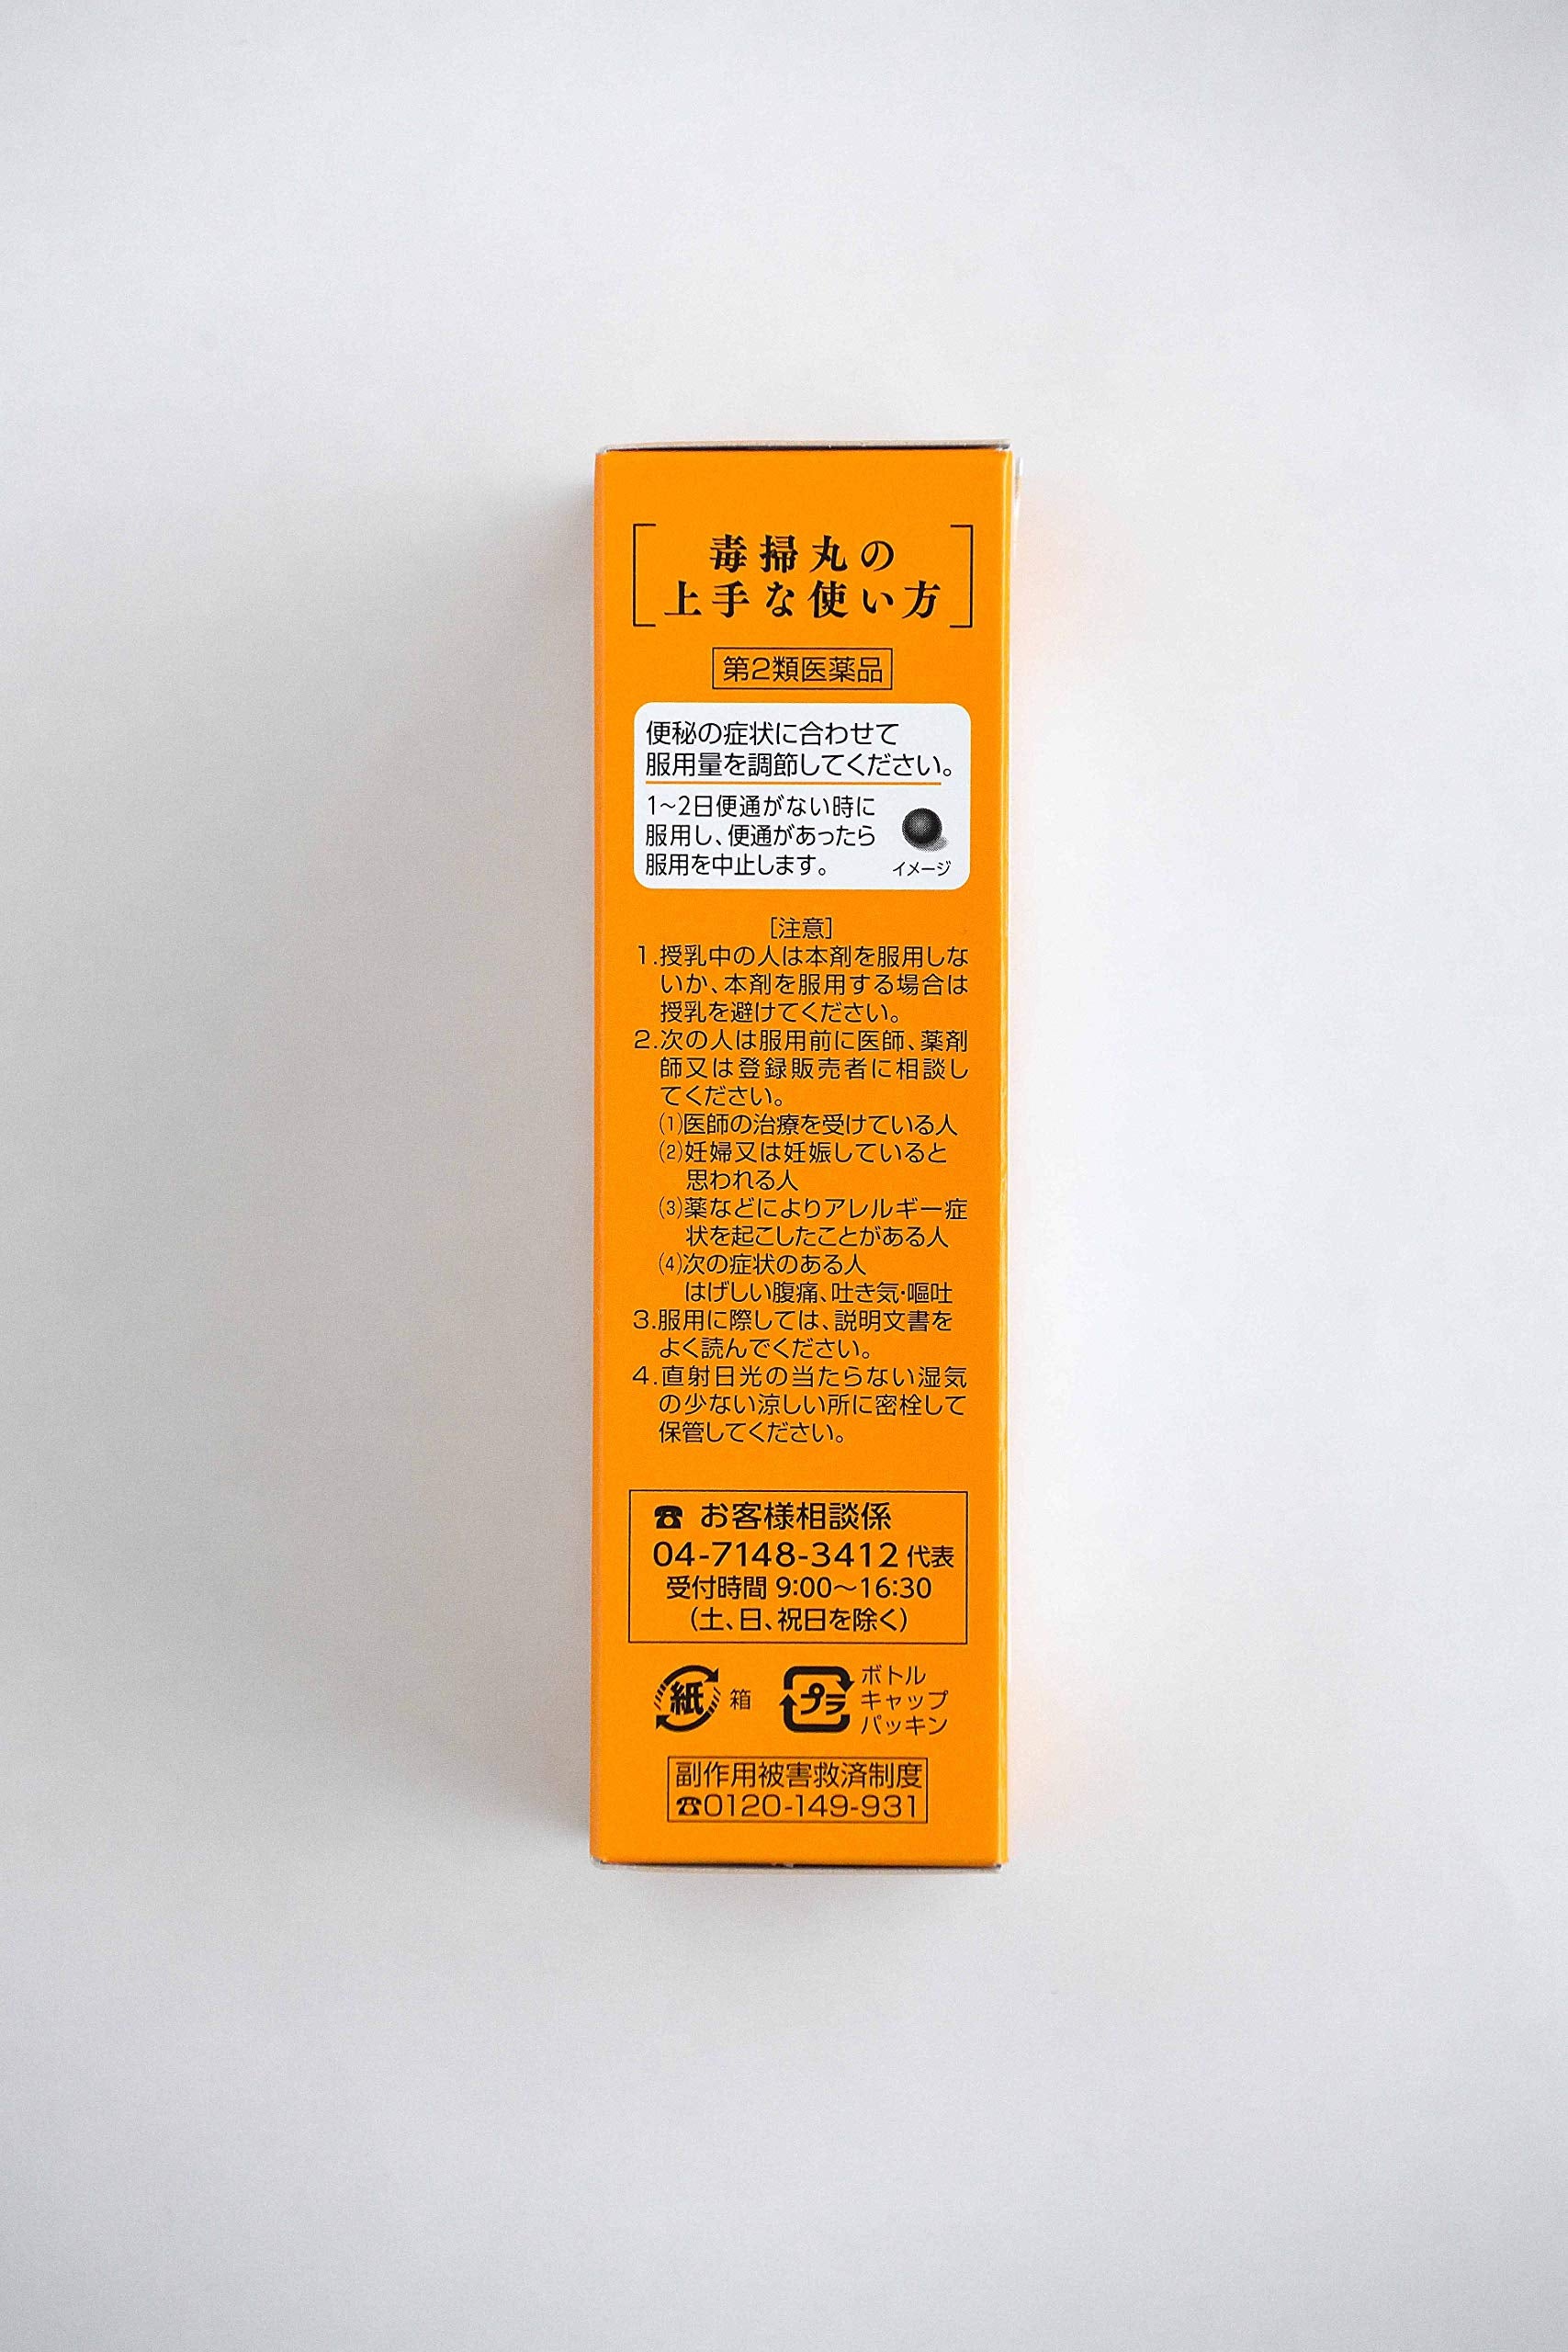 毒掃丸の
上手な使い方
第2類医薬品
便秘の症状に合わせて
服用量を調節してください。
1~2日便通がない時に
服用し、便通があったら
服用を中止します。
イメージ
[注意]
1.授乳中の人は本剤を服用しな
いか、本剤を服用する場合は
授乳を避けてください。
2.次の人は服用前に医師、薬剤
師又は登録販売者に相談し
てください。
(1)医師の治療を受けている人
(2)妊婦又は妊娠していると
思われる人
(3)薬などによりアレルギー症
状を起こしたことがある人
(4)次の症状のある人
はげしい腹痛、吐き気・嘔吐
3.服用に際しては、説明文書を
よく読んでください。
4.直射日光の当たらない湿気
の少ない涼しい所に密栓して
保管してください。
☎ お客様相談係
04-7148-3412 代表
受付時間 9:00~16:30
(土、日、祝日を除く)
紙 箱
プラ ボトル
キャップ
パッキン
副作用被害救済制度
☎0120-149-931